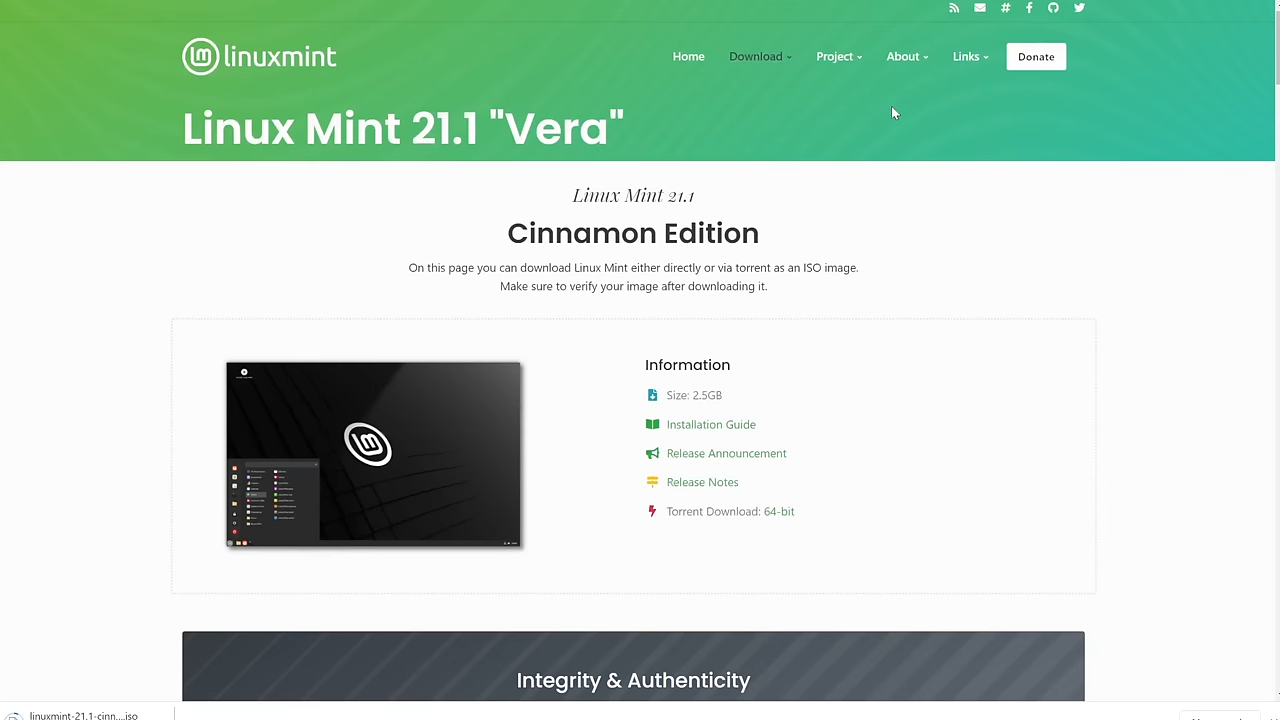 linuxmint
Home Download Project About Links Donate
Linux Mint 21.1 "Vera"
Linux Mint 21.1
Cinnamon Edition
On this page you can download Linux Mint either directly or via torrent as an ISO image.
Make sure to verify your image after downloading it.
Information
Size: 2.5GB
Installation Guide
Release Announcement
Release Notes
Torrent Download: 64-bit
Integrity & Authenticity
linuxmint-21.1-cinn....iso